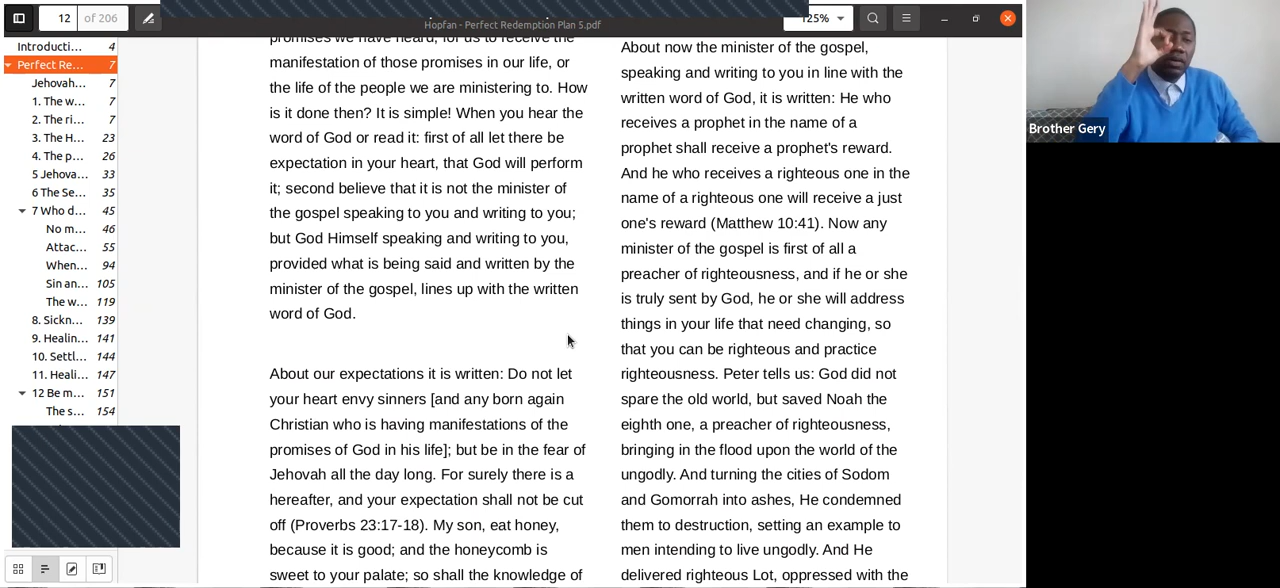 12 of 206
Hopfan - Perfect Redemption Plan 5.pdf
125%
Introducti... 4
Perfect Re... 7
Jehovah... 7
1. The w... 7
2. The ri... 7
3. The H... 23
4. The p... 26
5 Jehova... 33
6 The Se... 35
7 Who d... 45
No m... 46
Attac... 55
When... 94
Sin an... 105
The w... 119
8. Sickn... 139
9. Healin... 141
10. Settl... 144
11. Heali... 147
12 Be m... 151
The s... 154
promises we have heard, for us to receive the
manifestation of those promises in our life, or
the life of the people we are ministering to. How
is it done then? It is simple! When you hear the
word of God or read it: first of all let there be
expectation in your heart, that God will perform
it; second believe that it is not the minister of
the gospel speaking to you and writing to you;
but God Himself speaking and writing to you,
provided what is being said and written by the
minister of the gospel, lines up with the written
word of God.
About our expectations it is written: Do not let
your heart envy sinners [and any born again
Christian who is having manifestations of the
promises of God in his life]; but be in the fear of
Jehovah all the day long. For surely there is a
hereafter, and your expectation shall not be cut
off (Proverbs 23:17-18). My son, eat honey,
because it is good; and the honeycomb is
sweet to your palate; so shall the knowledge of
About now the minister of the gospel,
speaking and writing to you in line with the
written word of God, it is written: He who
receives a prophet in the name of a
prophet shall receive a prophet's reward.
And he who receives a righteous one in the
name of a righteous one will receive a just
one's reward (Matthew 10:41). Now any
minister of the gospel is first of all a
preacher of righteousness, and if he or she
is truly sent by God, he or she will address
things in your life that need changing, so
that you can be righteous and practice
righteousness. Peter tells us: God did not
spare the old world, but saved Noah the
eighth one, a preacher of righteousness,
bringing in the flood upon the world of the
ungodly. And turning the cities of Sodom
and Gomorrah into ashes, He condemned
them to destruction, setting an example to
men intending to live ungodly. And He
delivered righteous Lot, oppressed with the
Brother Gery